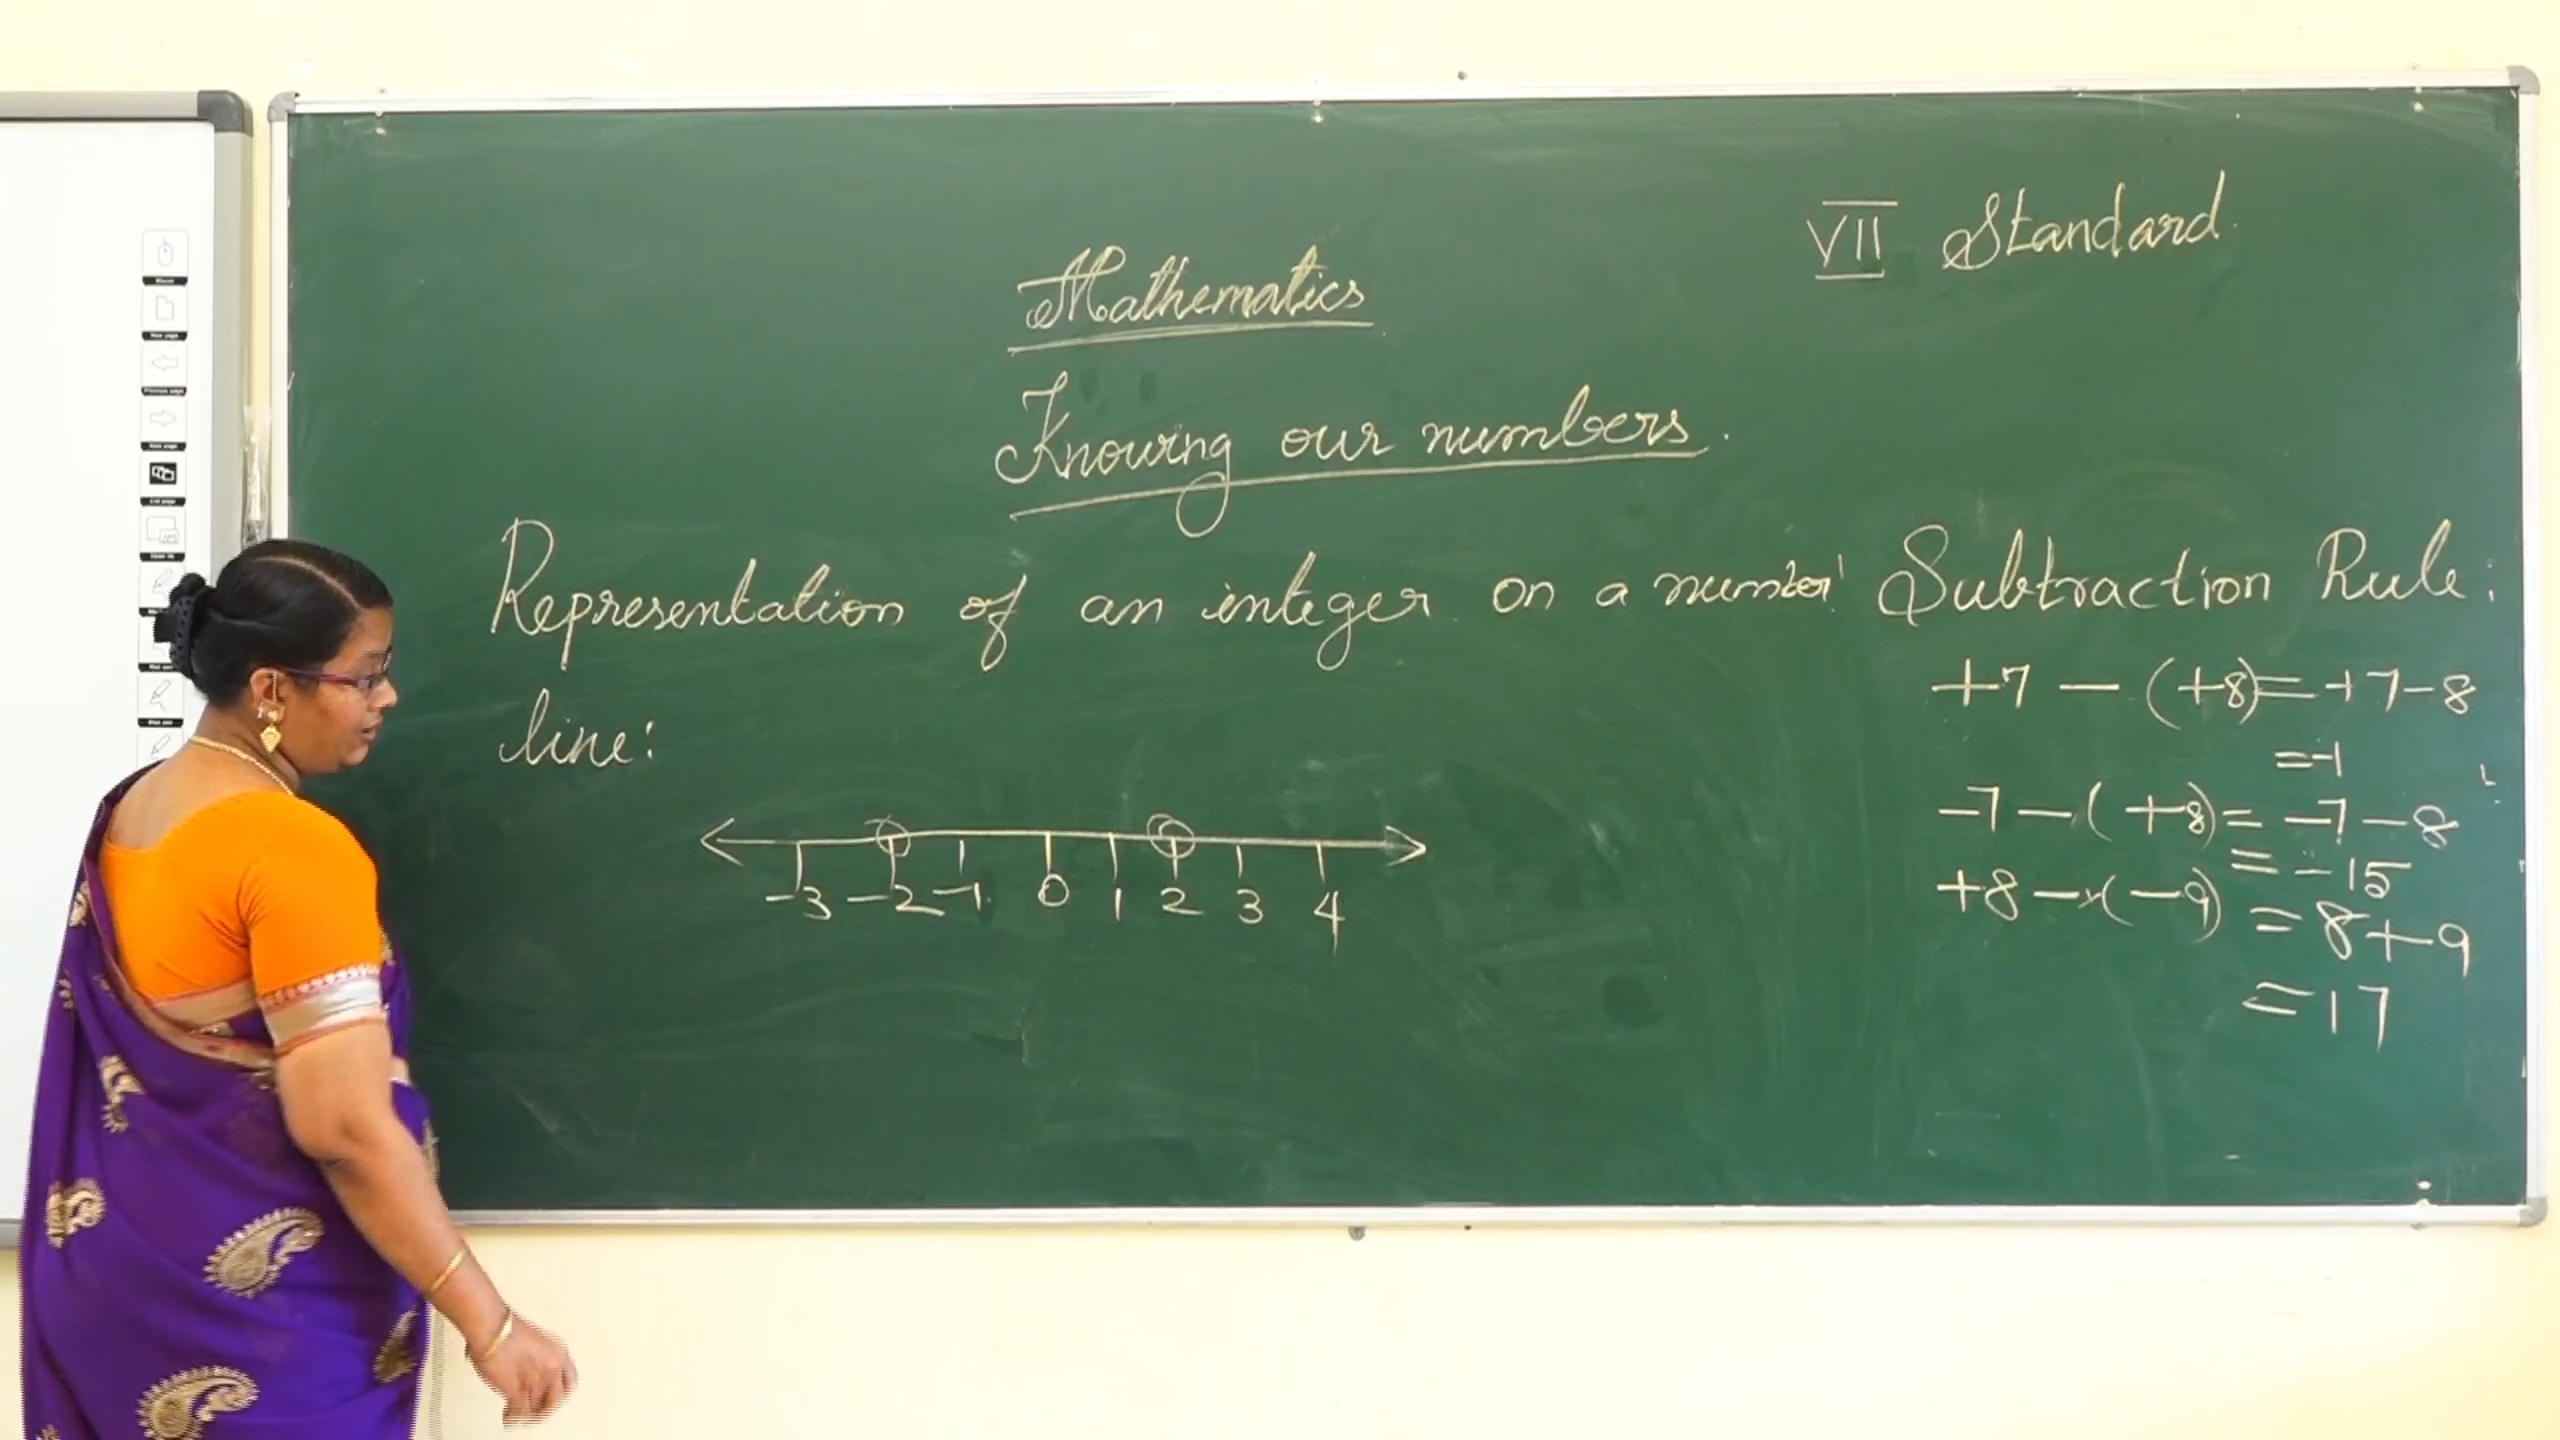 VII Standard
Mathematics
Knowing our numbers.
Representation of an integer on a number
line:
-3 -2 -1 0 1 2 3 4
Subtraction Rule:
+7 - (+8) = +7-8
= -1
-7 - (+8) = -7 - 8
= -15
+8 - (-9) = 8+9
= 17